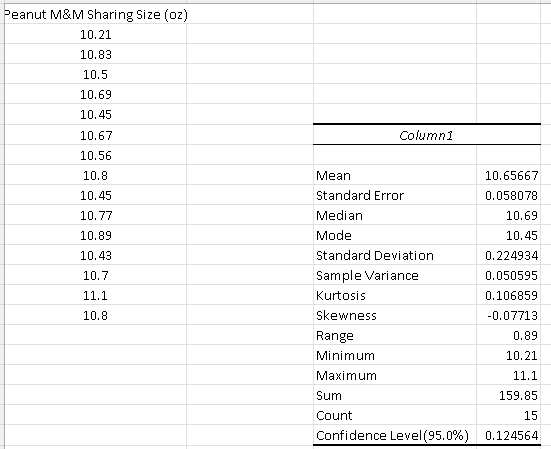 Peanut M&M Sharing Size (oz)
10.21
10.83
10.5
10.69
10.45
10.67
Column1
10.56
10.8
Mean 10.65667
10.45
Standard Error 0.058078
10.77
Median 10.69
10.89
Mode 10.45
10.43
Standard Deviation 0.224934
10.7
Sample Variance 0.050595
11.1
Kurtosis 0.106859
10.8
Skewness -0.07713
Range 0.89
Minimum 10.21
Maximum 11.1
Sum 159.85
Count 15
Confidence Level(95.0%) 0.124564